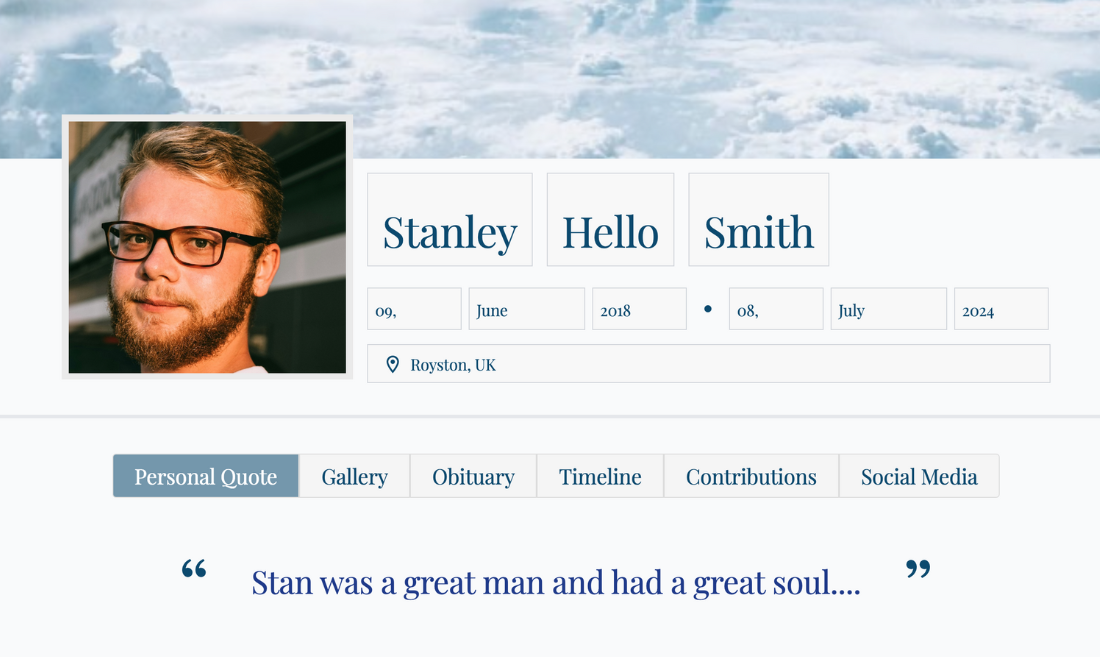 Stanley Hello Smith
09, June 2018 • 08, July 2024
Royston, UK
Personal Quote Gallery Obituary Timeline Contributions Social Media
“ Stan was a great man and had a great soul.... ”